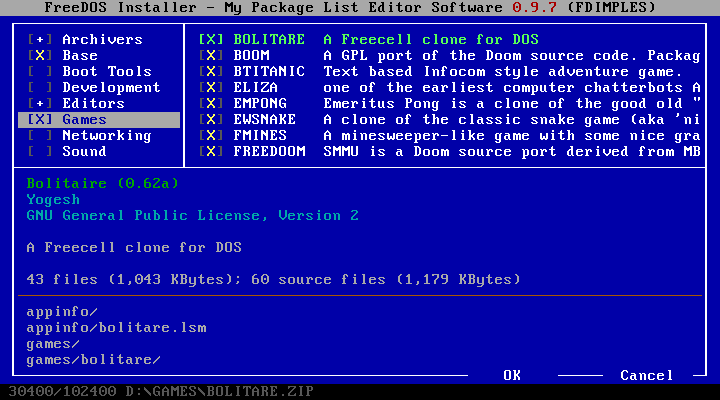 FreeDOS Installer - My Package List Editor Software 0.9.7 (FDIMPLES)
[+] Archivers
[X] Base
[ ] Boot Tools
[ ] Development
[+] Editors
[X] Games
[ ] Networking
[ ] Sound
[X] BOLITARE A Freecell clone for DOS
[X] BOOM A GPL port of the Doom source code. Packag
[X] BTITANIC Text based Infocom style adventure game.
[X] ELIZA one of the earliest computer chatterbots A
[X] EMPONG Emeritus Pong is a clone of the good old "
[X] EWSNAKE A clone of the classic snake game (aka 'ni
[X] FMINES A minesweeper-like game with some nice gra
[X] FREEDOOM SMMU is a Doom source port derived from MB
Bolitaire (0.62a)
Yogesh
GNU General Public License, Version 2
A Freecell clone for DOS
43 files (1,043 KBytes); 60 source files (1,179 KBytes)
appinfo/
appinfo/bolitare.lsm
games/
games/bolitare/
OK Cancel
30400/102400 D:\GAMES\BOLITARE.ZIP